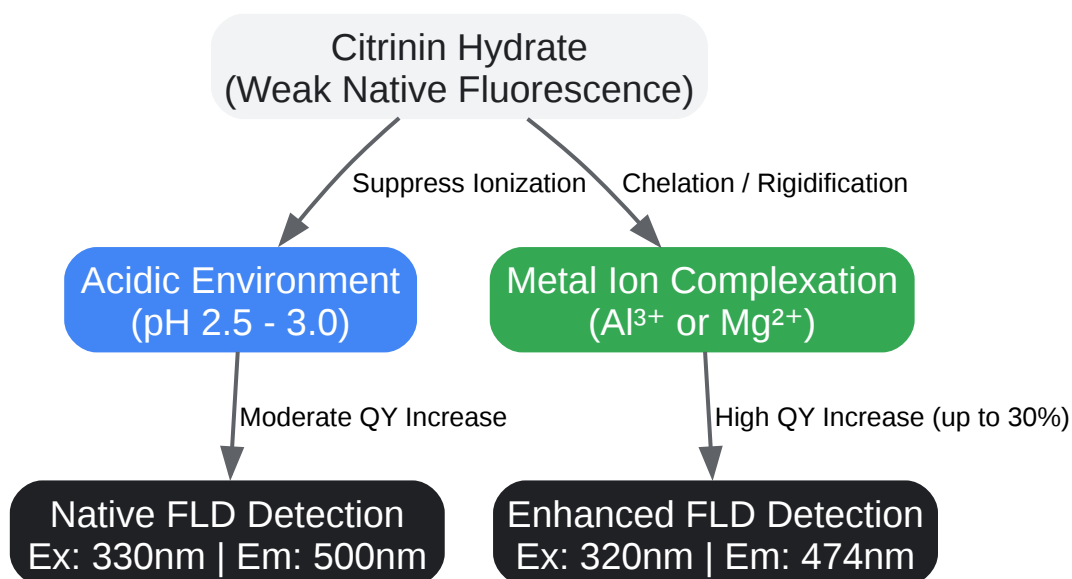 Citrinin Hydrate
(Weak Native Fluorescence)
Suppress Ionization
Chelation / Rigidification
Acidic Environment
(pH 2.5 - 3.0)
Metal Ion Complexation
(Al³⁺ or Mg²⁺)
Moderate QY Increase
High QY Increase (up to 30%)
Native FLD Detection
Ex: 330nm | Em: 500nm
Enhanced FLD Detection
Ex: 320nm | Em: 474nm